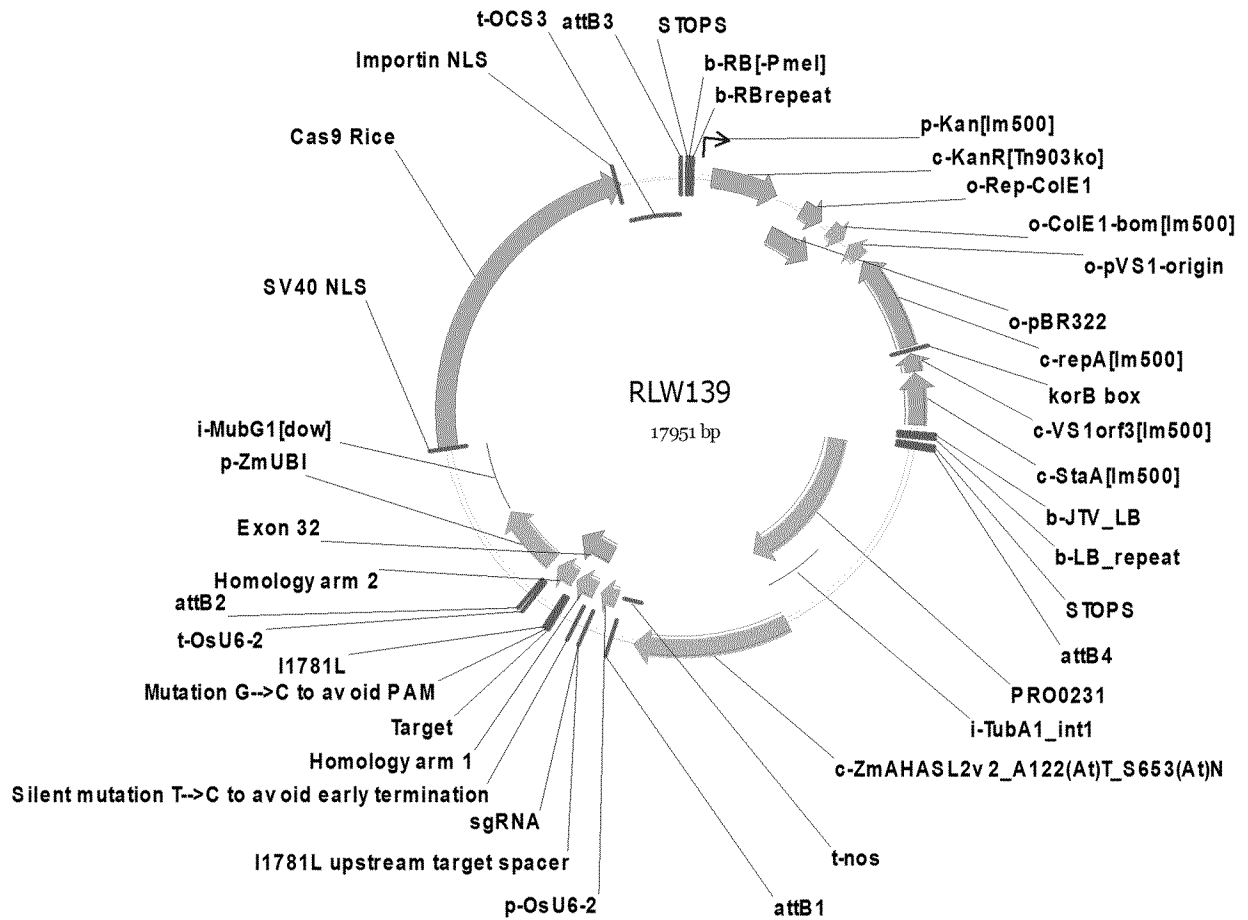 t-OCS3
attB3
STOPS
Importin NLS
b-RB[-PmeI]
b-RBrepeat
Cas9 Rice
p-Kan[lm500]
c-KanR[Tn903ko]
o-Rep-ColE1
o-ColE1-bom[lm500]
o-pVS1-origin
SV40 NLS
o-pBR322
c-repA[lm500]
korB box
c-VS1orf3[lm500]
c-StaA[lm500]
b-JTV_LB
b-LB_repeat
STOPS
attB4
PRO0231
i-TubA1_int1
c-ZmAHASL2v2_A122(At)T_S653(At)N
t-nos
attB1
RLW139
17951 bp
i-MubG1[dow]
p-ZmUBI
Exon 32
Homology arm 2
attB2
t-OsU6-2
I1781L
Mutation G-->C to avoid PAM
Target
Homology arm 1
Silent mutation T-->C to avoid early termination
sgRNA
I1781L upstream target spacer
p-OsU6-2